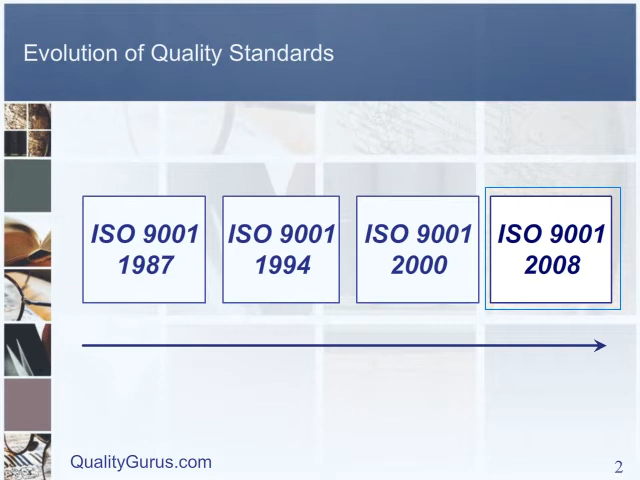 Evolution of Quality Standards
ISO 9001
1987
ISO 9001
1994
ISO 9001
2000
ISO 9001
2008
QualityGurus.com
2